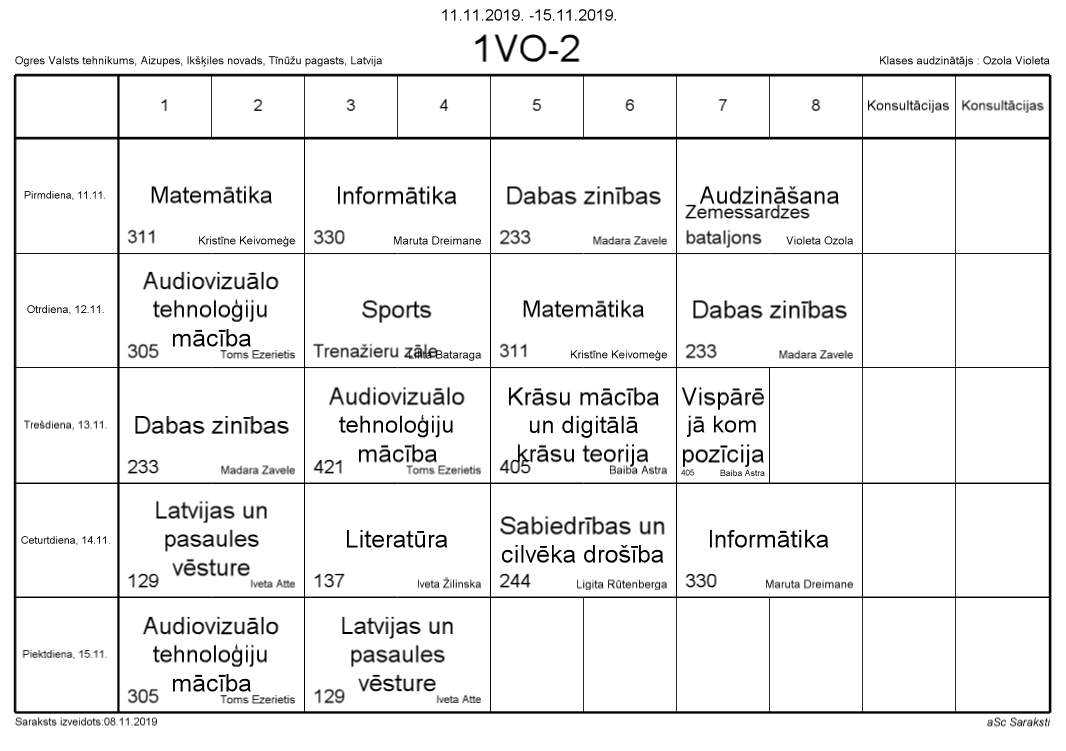 11.11.2019. -15.11.2019.
1VO-2
Ogres Valsts tehnikums, Aizupes, Ikšķiles novads, Tīnūžu pagasts, Latvija
Klases audzinātājs : Ozola Violeta
1 2 3 4 5 6 7 8 Konsultācijas Konsultācijas
Pirmdiena, 11.11.
Matemātika
311 Kristīne Keivomeģe
Informātika
330 Maruta Dreimane
Dabas zinības
233 Madara Zavele
Audzināšana
Zemessardzes
bataljons Violeta Ozola
Otrdiena, 12.11.
Audiovizuālo
tehnoloģiju
mācība
305 Toms Ezerietis
Sports
Trenažieru zāle Lilita Bataraga
Matemātika
311 Kristīne Keivomeģe
Dabas zinības
233 Madara Zavele
Trešdiena, 13.11.
Dabas zinības
233 Madara Zavele
Audiovizuālo
tehnoloģiju
mācība
421 Toms Ezerietis
Krāsu mācība
un digitālā
krāsu teorija
405 Baiba Astra
Vispārē
jā kom
pozīcija
405 Baiba Astra
Ceturtdiena, 14.11.
Latvijas un
pasaules
vēsture
129 Iveta Atte
Literatūra
137 Iveta Žilinska
Sabiedrības un
cilvēka drošība
244 Ligita Rūtenberga
Informātika
330 Maruta Dreimane
Piektdiena, 15.11.
Audiovizuālo
tehnoloģiju
mācība
305 Toms Ezerietis
Latvijas un
pasaules
vēsture
129 Iveta Atte
Saraksts izveidots:08.11.2019
aSc Saraksti